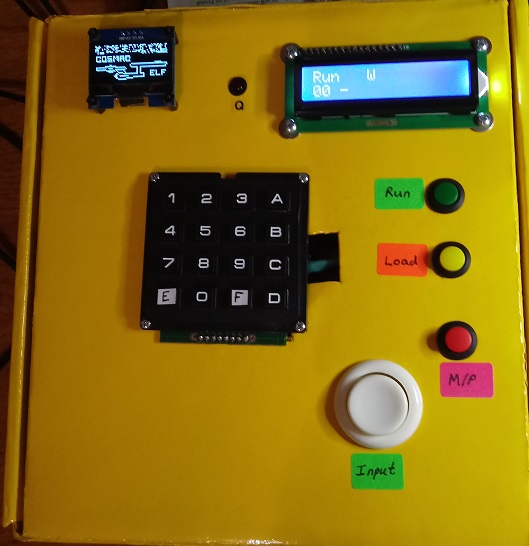 COSMAC
ELF
Q
Run W
00 -
Run
1 2 3 A
4 5 6 B
Load
7 8 9 C
E 0 F D
M/P
Input